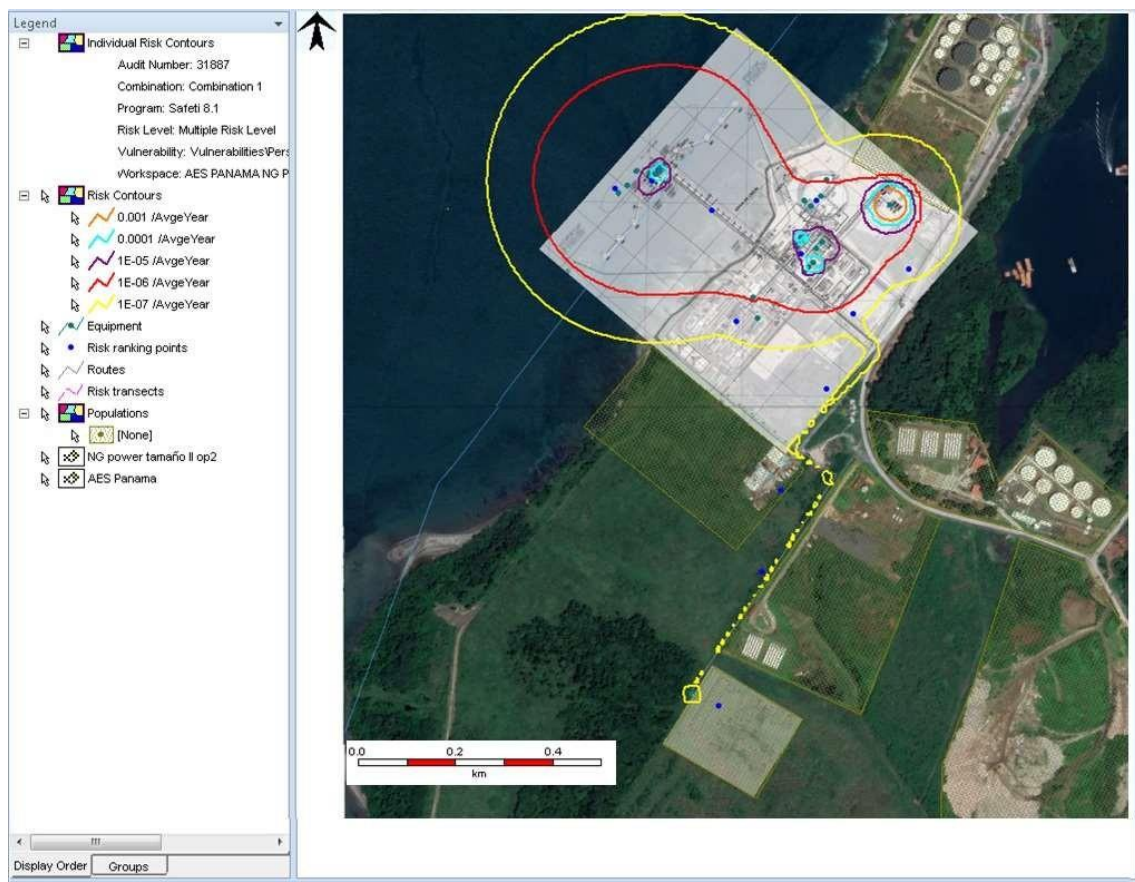 Legend
Individual Risk Contours
Audit Number: 31887
Combination: Combination 1
Program: Safeti 8.1
Risk Level: Multiple Risk Level
Vulnerability: Vulnerabilities\Pers
Workspace: AES PANAMA NG P
Risk Contours
0.001 /AvgeYear
0.0001 /AvgeYear
1E-05 /AvgeYear
1E-06 /AvgeYear
1E-07 /AvgeYear
Equipment
Risk ranking points
Routes
Risk transects
Populations
[None]
NG power tamaño II op2
AES Panama
Display Order Groups
0.0 0.2 0.4
km